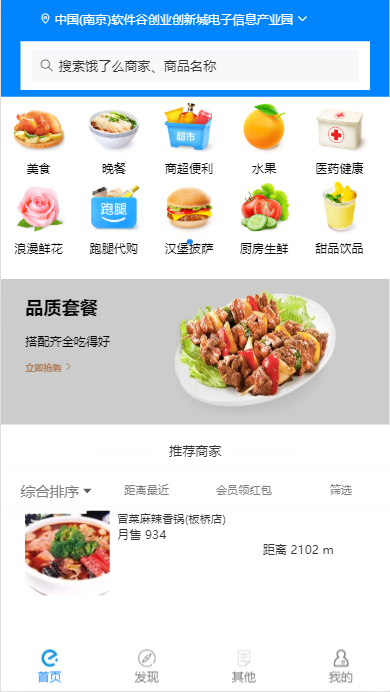 中国(南京)软件谷创业创新城电子信息产业园
搜索饿了么商家、商品名称
美食
晚餐
超市
商超便利
水果
医药健康
浪漫鲜花
跑腿
跑腿代购
汉堡披萨
厨房生鲜
甜品饮品
品质套餐
搭配齐全吃得好
立即抢购
推荐商家
综合排序
距离最近
会员领红包
筛选
冒菜麻辣香锅(板桥店)
月售 934
距离 2102 m
首页
发现
其他
我的